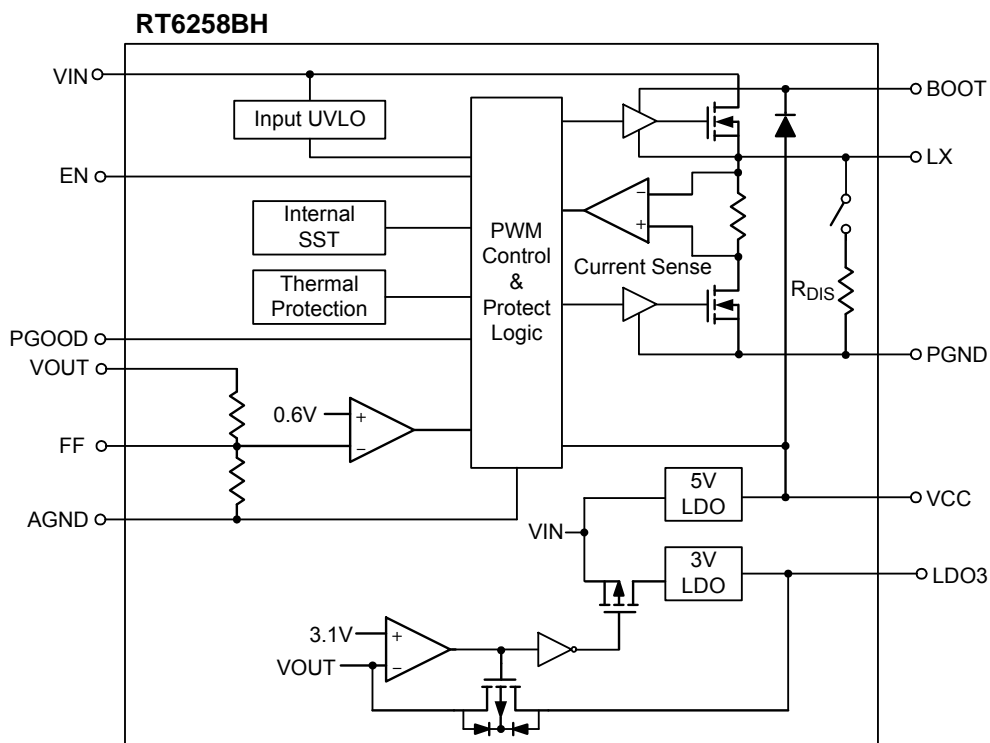 RT6258BH
VIN
BOOT
Input UVLO
LX
EN
Internal
SST
PWM
Control
&
Protect
Logic
−
+
Current Sense
Thermal
Protection
RDIS
PGOOD
PGND
VOUT
0.6V
+
−
FF
5V
LDO
VCC
AGND
VIN
3V
LDO
LDO3
3.1V
+
VOUT
−